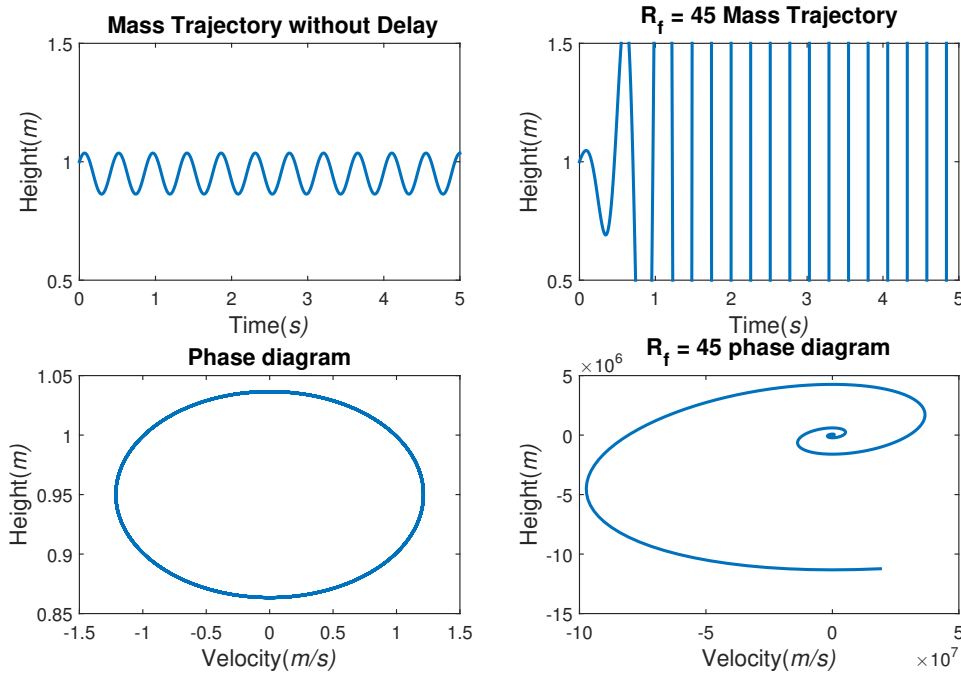 Mass Trajectory without Delay
1.5
1
0.5
Height(m)
0 1 2 3 4 5
Time(s)
R_f = 45 Mass Trajectory
1.5
1
0.5
Height(m)
0 1 2 3 4 5
Time(s)
Phase diagram
1.05
1
0.95
0.9
0.85
Height(m)
-1.5 -1 -0.5 0 0.5 1 1.5
Velocity(m/s)
R_f = 45 phase diagram
×10^6
5
0
-5
-10
-15
Height(m)
-10 -5 0 5
Velocity(m/s)
×10^7